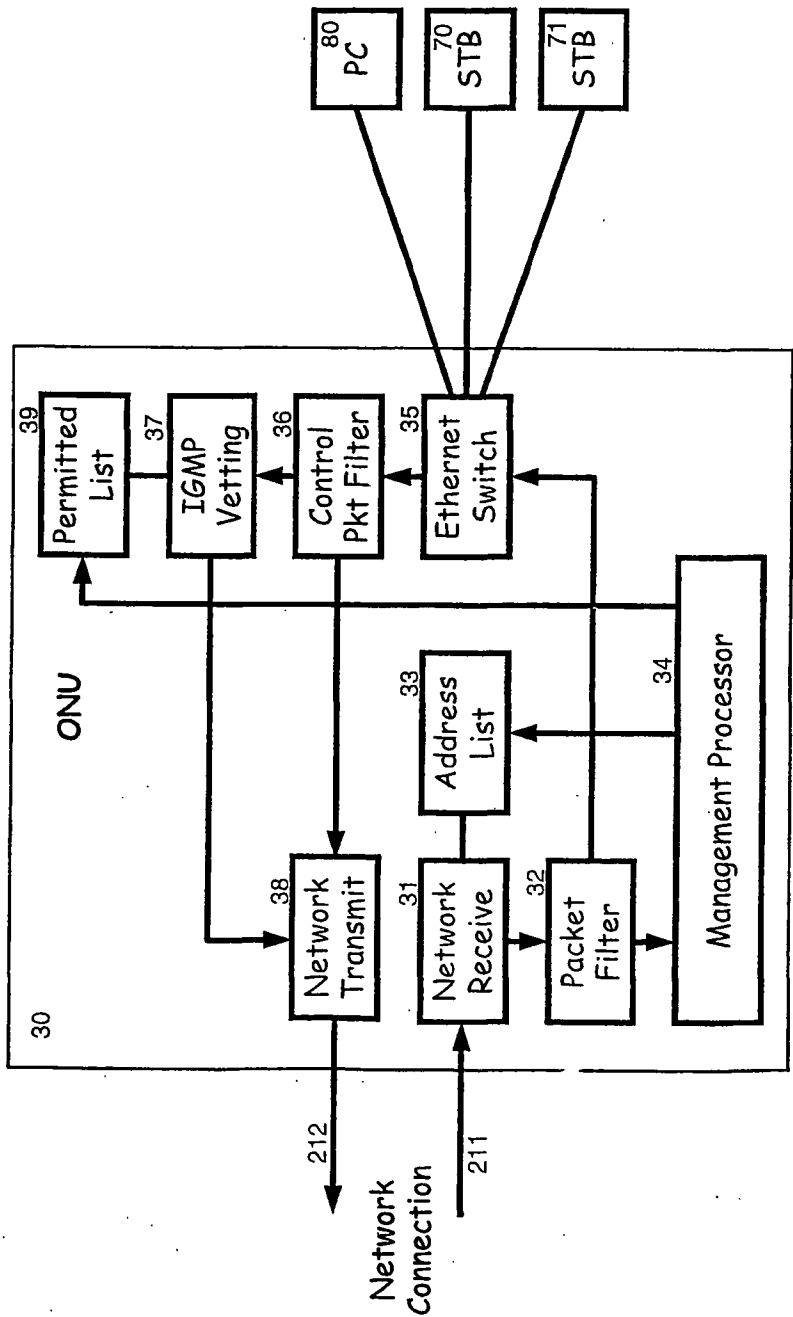 30
ONU
39
Permitted
List
37
IGMP
Vetting
36
Control
Pkt Filter
35
Ethernet
Switch
80
PC
70
STB
71
STB
38
Network
Transmit
33
Address
List
31
Network
Receive
32
Packet
Filter
34
Management Processor
212
Network
Connection
211